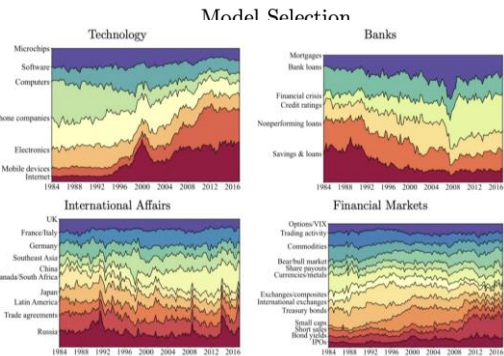 Model Selection
Technology
Microchips
Software
Computers
hone companies
Electronics
Mobile devices
Internet
1984 1988 1992 1996 2000 2004 2008 2012 2016
Banks
Mortgages
Bank loans
Financial crisis
Credit ratings
Nonperforming loans
Savings & loans
1984 1988 1992 1996 2000 2004 2008 2012 2016
International Affairs
UK
France/Italy
Germany
Southeast Asia
China
anada/South Africa
Japan
Latin America
Trade agreements
Russia
1984 1988 1992 1996 2000 2004 2008 2012 2016
Financial Markets
Options/VIX
Trading activity
Commodities
Bear/bull market
Share payouts
Currencies/metals
Exchanges/composites
International exchanges
Treasury bonds
Small caps
Short sales
Bond yields
IPOs
1984 1988 1992 1996 2000 2004 2008 2012 2016